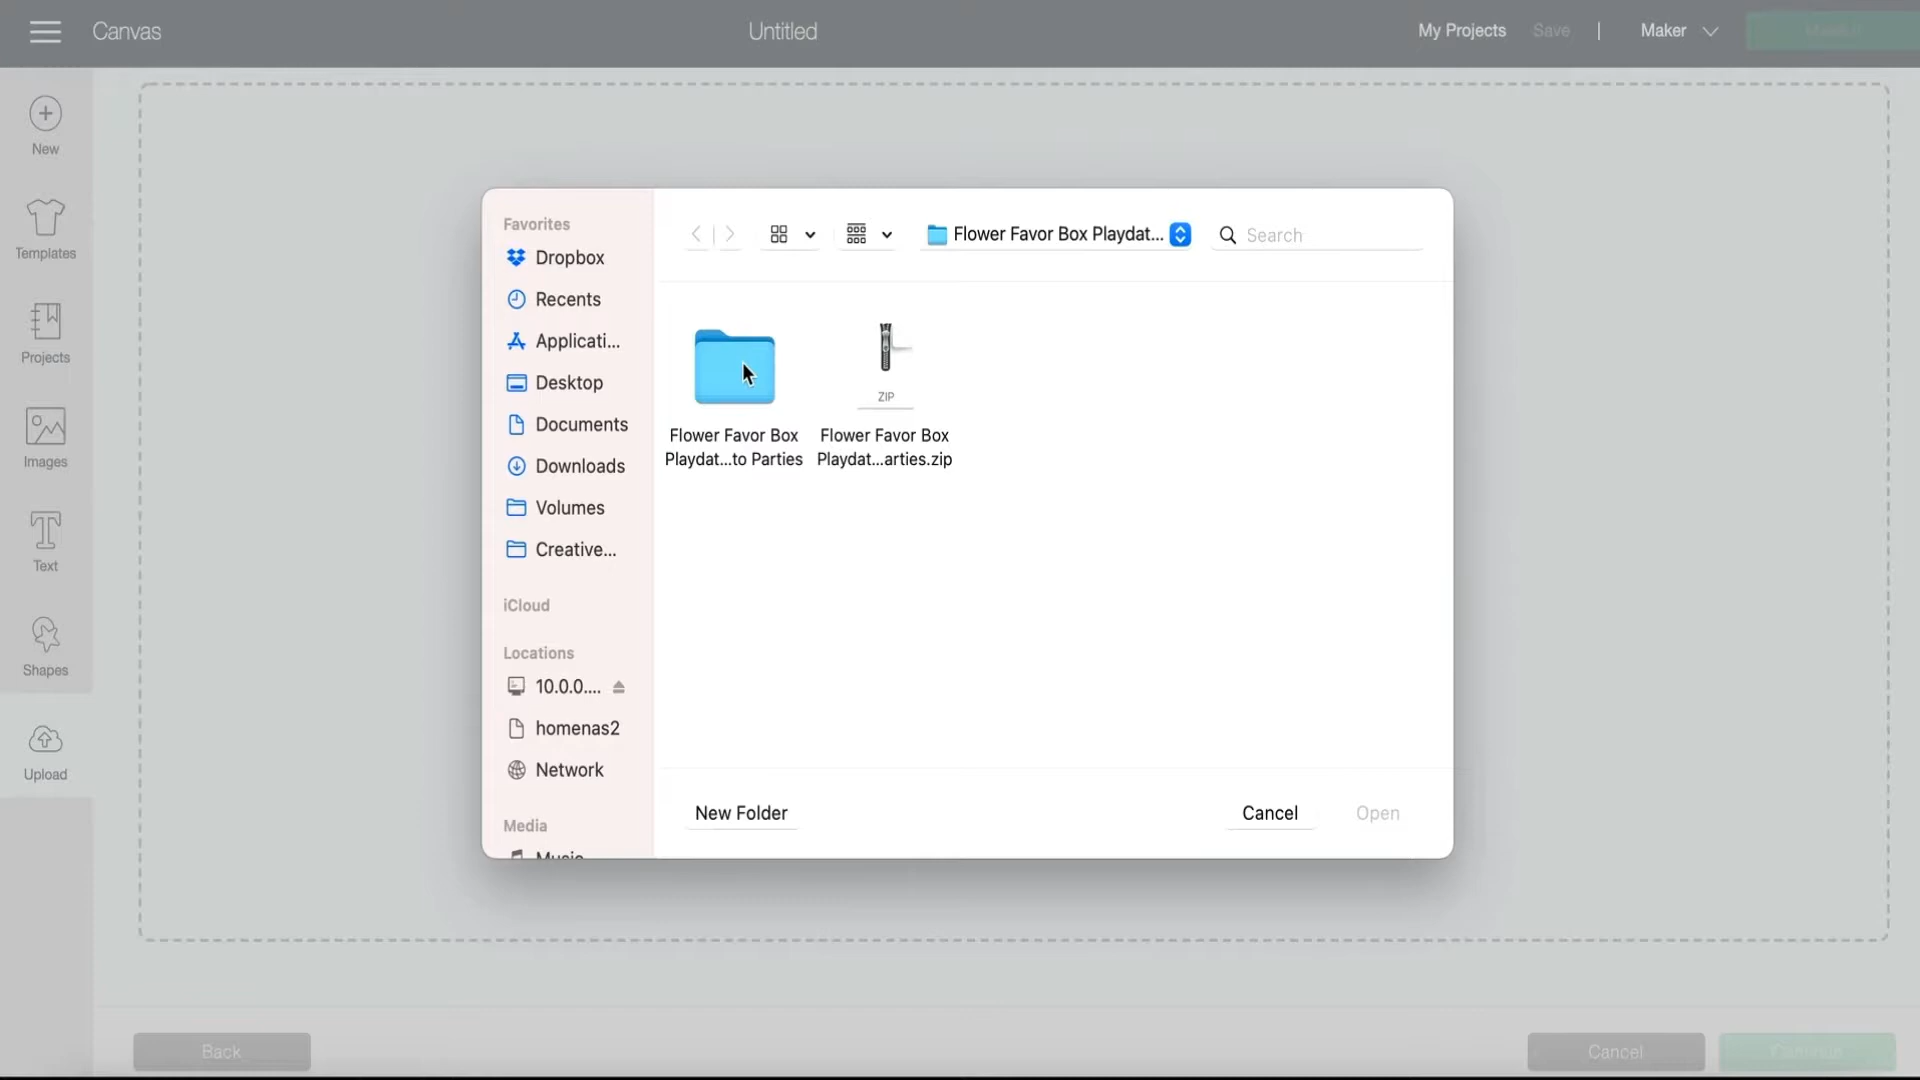 Canvas
Untitled
My Projects Save | Maker
New
Templates
Projects
Images
Text
Shapes
Upload
Favorites
Dropbox
Recents
Applicati...
Desktop
Documents
Downloads
Volumes
Creative...
iCloud
Locations
10.0.0....
homenas2
Network
Media
Music
Flower Favor Box Playdat...
Search
ZIP
Flower Favor Box
Playdat...to Parties
Flower Favor Box
Playdat...arties.zip
New Folder
Cancel
Open
Back
Cancel
Continue